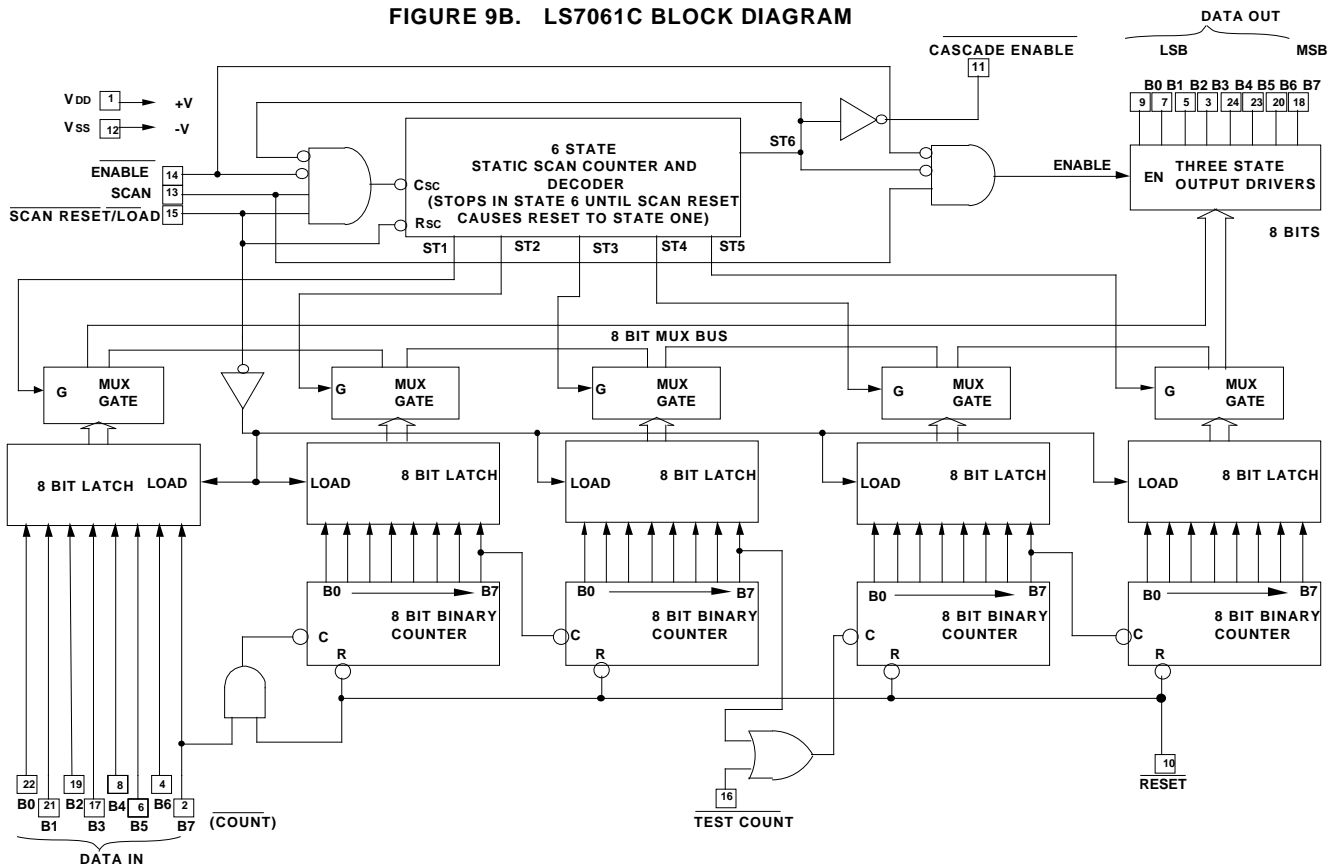 FIGURE 9B. LS7061C BLOCK DIAGRAM
DATA OUT
LSB MSB
CASCADE ENABLE
11
B0 B1 B2 B3 B4 B5 B6 B7
9 7 5 3 24 23 20 18
VDD 1 +V
VSS 12 -V
ENABLE 14
SCAN 13
SCAN RESET/LOAD 15
6 STATE
STATIC SCAN COUNTER AND
DECODER
(STOPS IN STATE 6 UNTIL SCAN RESET
CAUSES RESET TO STATE ONE)
CSC
RSC
ST6
ST1 ST2 ST3 ST4 ST5
ENABLE
EN
THREE STATE
OUTPUT DRIVERS
8 BITS
8 BIT MUX BUS
G MUX GATE
G MUX GATE
G MUX GATE
G MUX GATE
G MUX GATE
8 BIT LATCH LOAD
LOAD 8 BIT LATCH
LOAD 8 BIT LATCH
LOAD 8 BIT LATCH
LOAD 8 BIT LATCH
B0 B7
8 BIT BINARY
COUNTER
C
R
B0 B7
8 BIT BINARY
COUNTER
C
R
B0 B7
8 BIT BINARY
COUNTER
C
R
B0 B7
8 BIT BINARY
COUNTER
C
R
22 19 8 4
B0 B2 B4 B6
21 17 6 2
B1 B3 B5 B7
(COUNT)
DATA IN
16
TEST COUNT
10
RESET